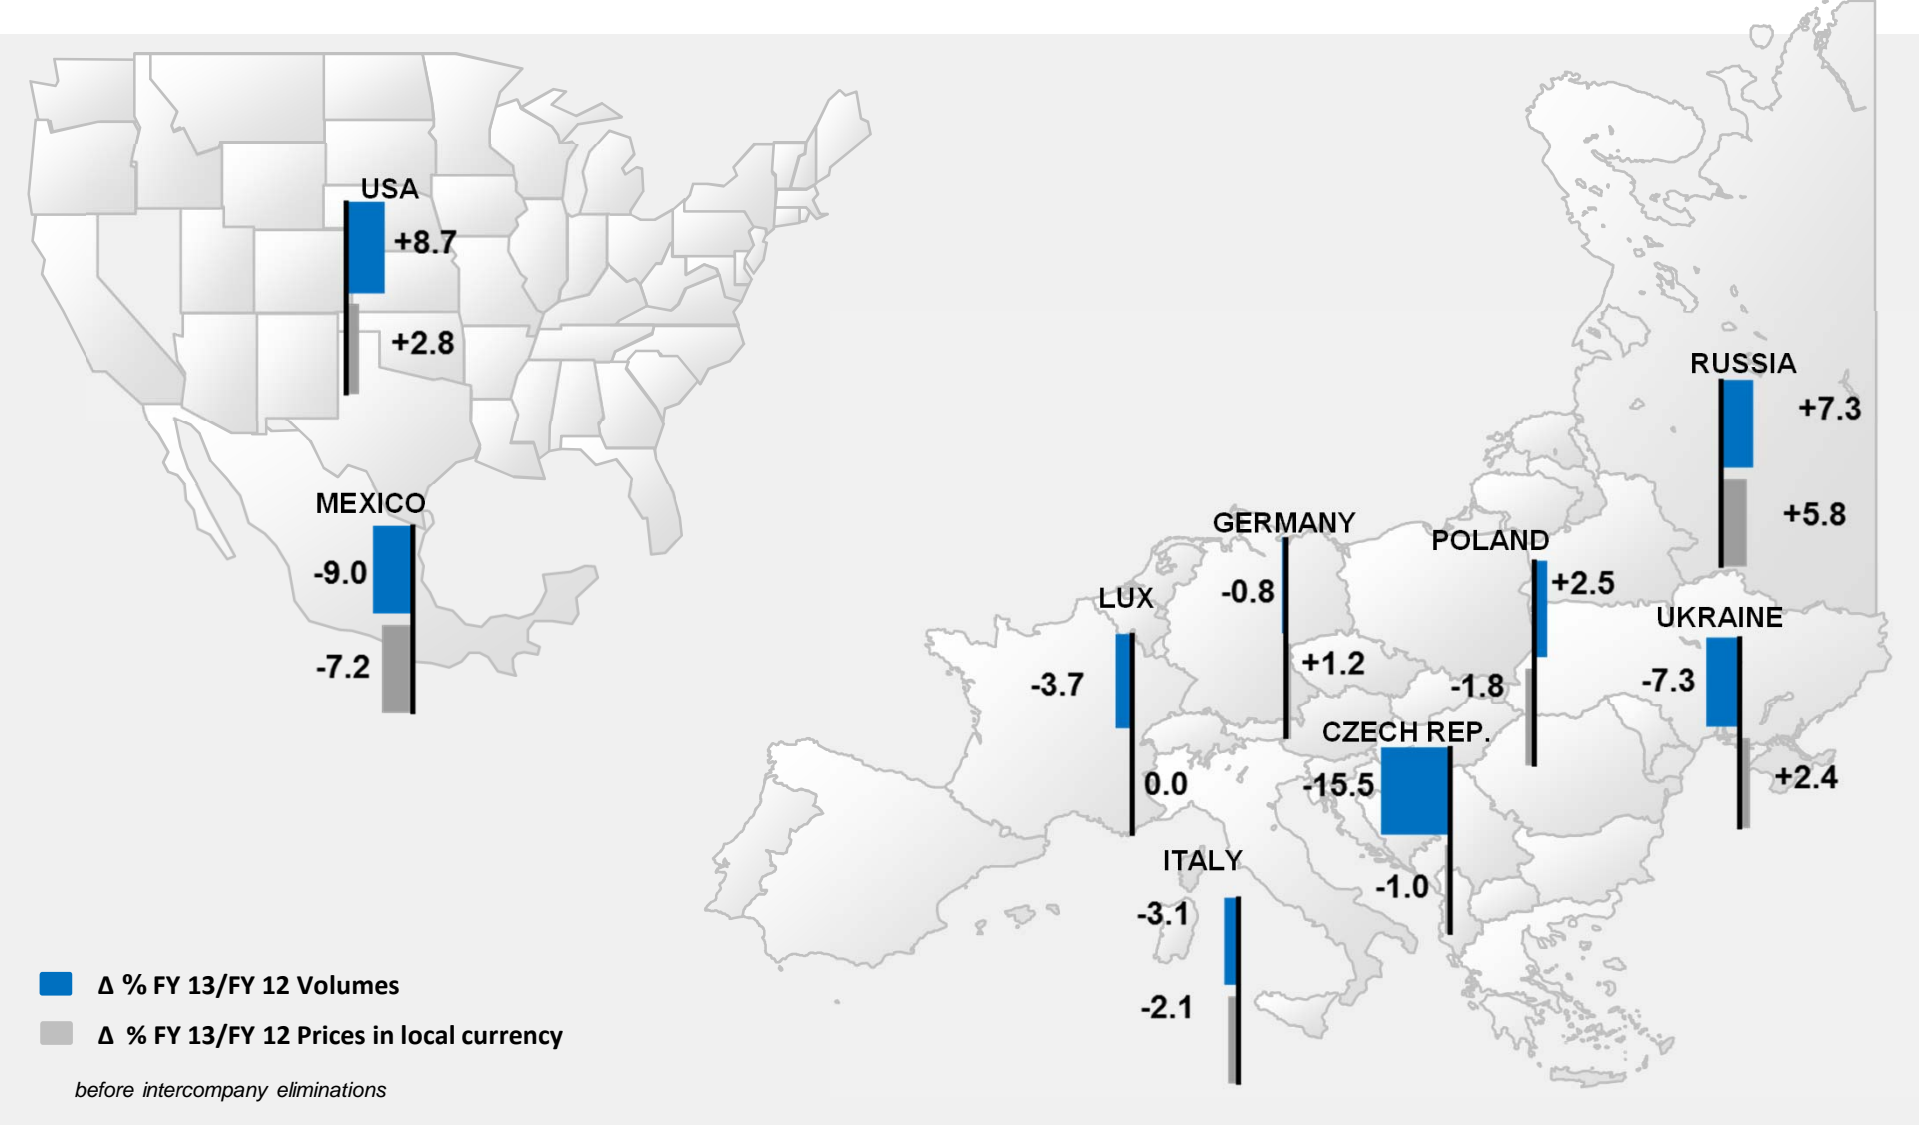 USA
+8.7
+2.8
MEXICO
-9.0
-7.2
RUSSIA
+7.3
+5.8
GERMANY
-0.8
+1.2
POLAND
+2.5
-1.8
LUX
-3.7
0.0
UKRAINE
-7.3
+2.4
CZECH REP.
-15.5
-1.0
ITALY
-3.1
-2.1
Δ % FY 13/FY 12 Volumes
Δ % FY 13/FY 12 Prices in local currency
before intercompany eliminations